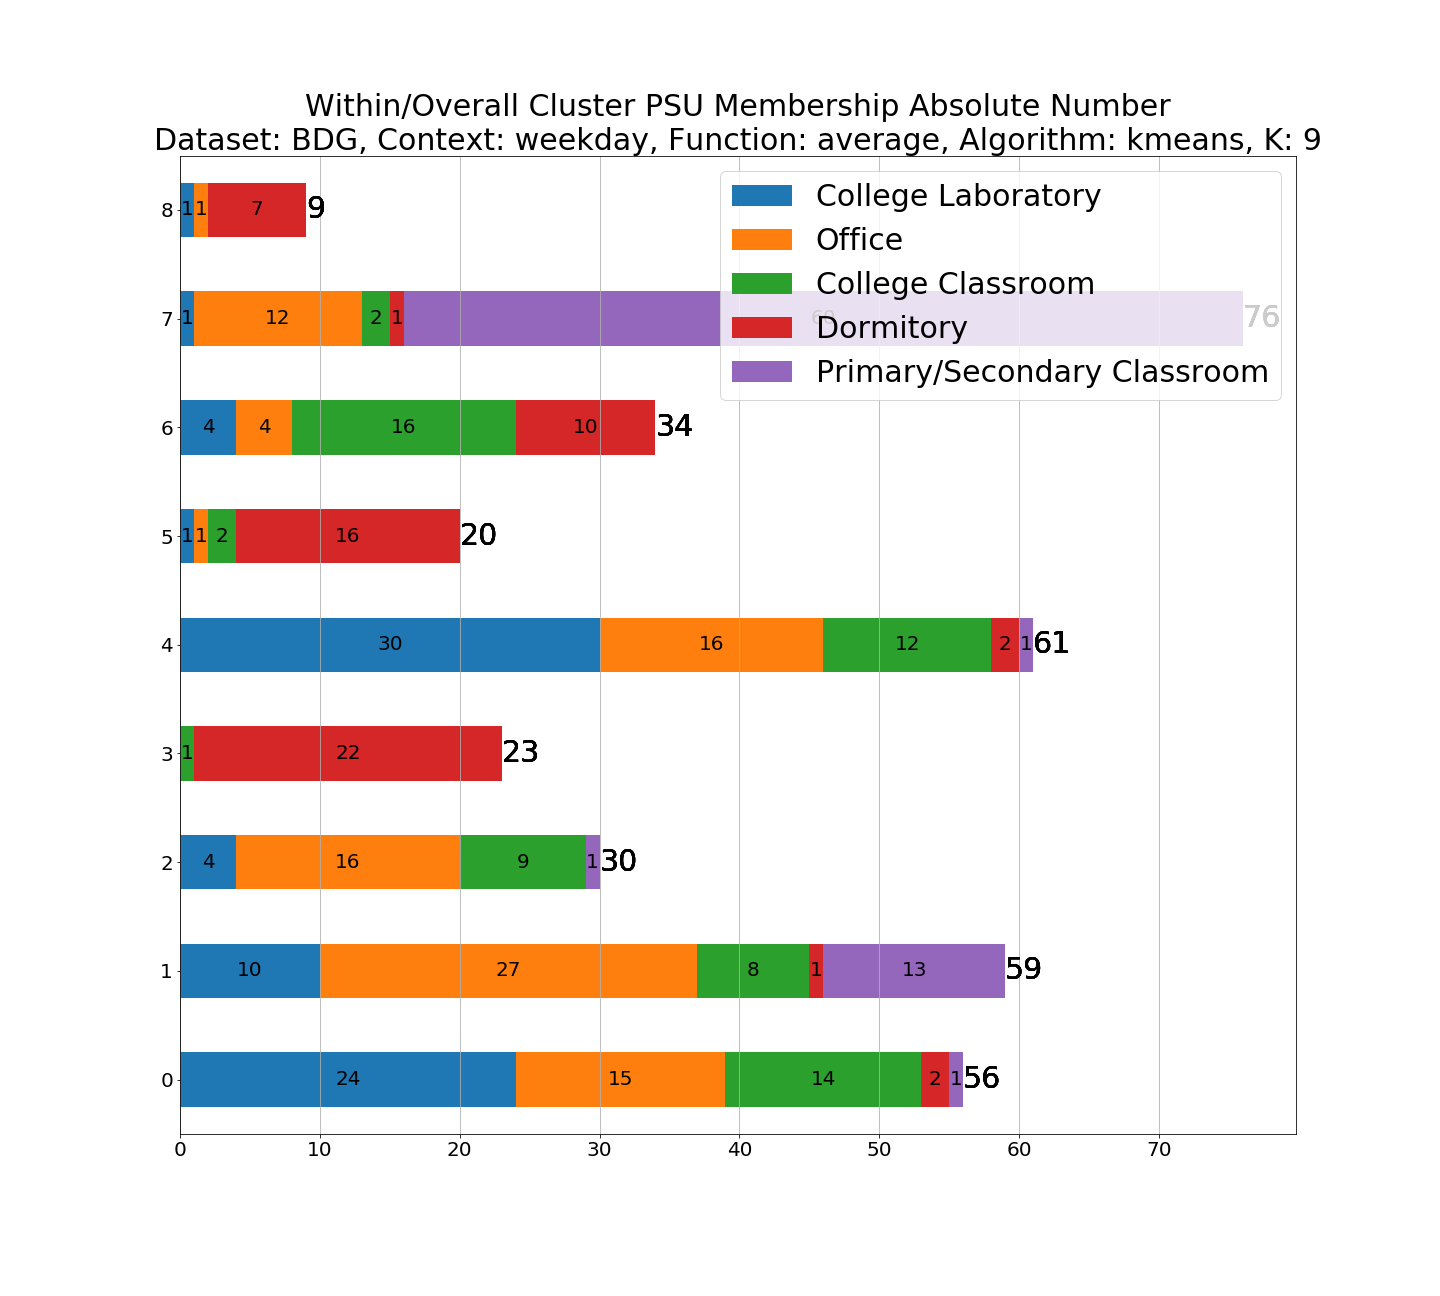 Within/Overall Cluster PSU Membership Absolute Number
Dataset: BDG, Context: weekday, Function: average, Algorithm: kmeans, K: 9
College Laboratory
Office
College Classroom
Dormitory
Primary/Secondary Classroom
8 1 1 7 9
7 1 12 2 1 60 76
6 4 4 16 10 34
5 1 1 2 16 20
4 30 16 12 2 1 61
3 1 22 23
2 4 16 9 1 30
1 10 27 8 1 13 59
0 24 15 14 2 1 56
0 10 20 30 40 50 60 70